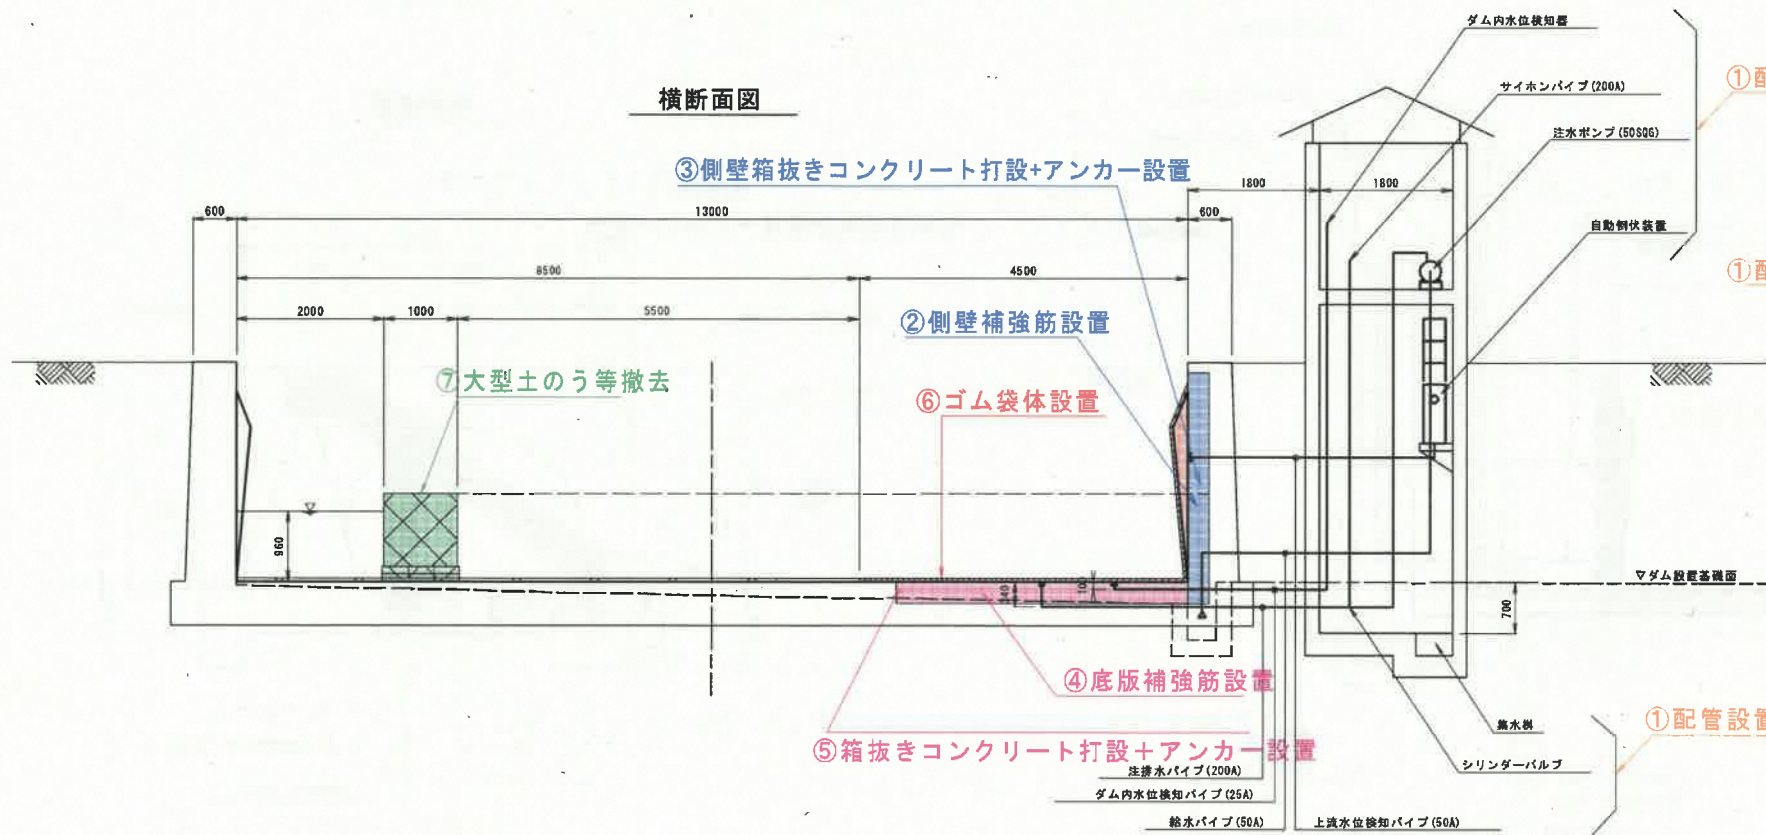 ダム内水位検知器
①配
サイホンパイプ(200A)
横断面図
注水ポンプ(50SQG)
③側壁箱抜きコンクリート打設+アンカー設置
1800
1800
600
13000
600
自動倒伏装置
8500
4500
①配
2000
1000
5500
②側壁補強筋設置
⑦大型土のう等撤去
⑥ゴム袋体設置
960
100
340
▽ダム設置基礎面
700
④底版補強筋設置
集水桝
①配管設置
⑤箱抜きコンクリート打設＋アンカー設置
シリンダーバルブ
注排水パイプ(200A)
ダム内水位検知パイプ(25A)
給水パイプ(50A)
上流水位検知パイプ(50A)